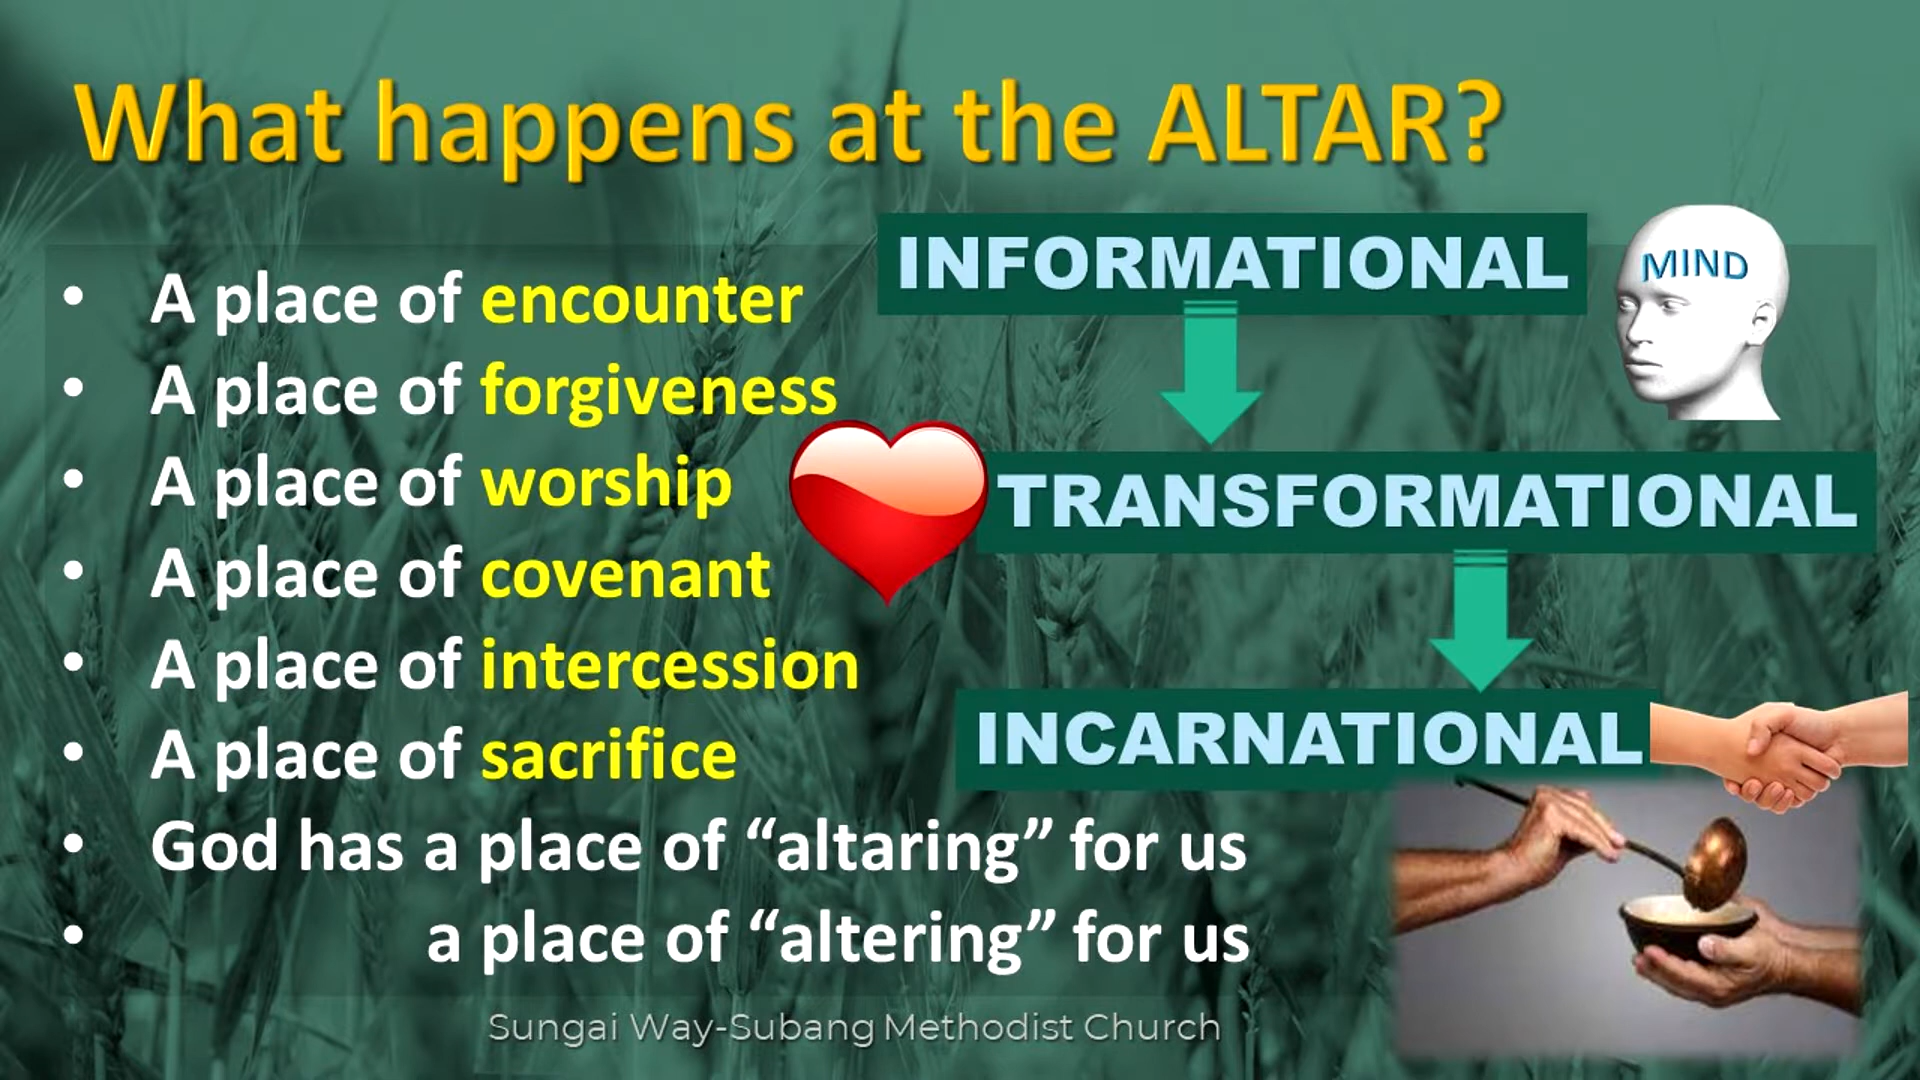 What happens at the ALTAR?
• A place of encounter
• A place of forgiveness
• A place of worship
• A place of covenant
• A place of intercession
• A place of sacrifice
• God has a place of “altaring” for us
• a place of “altering” for us
INFORMATIONAL
MIND
TRANSFORMATIONAL
INCARNATIONAL
Sungai Way-Subang Methodist Church